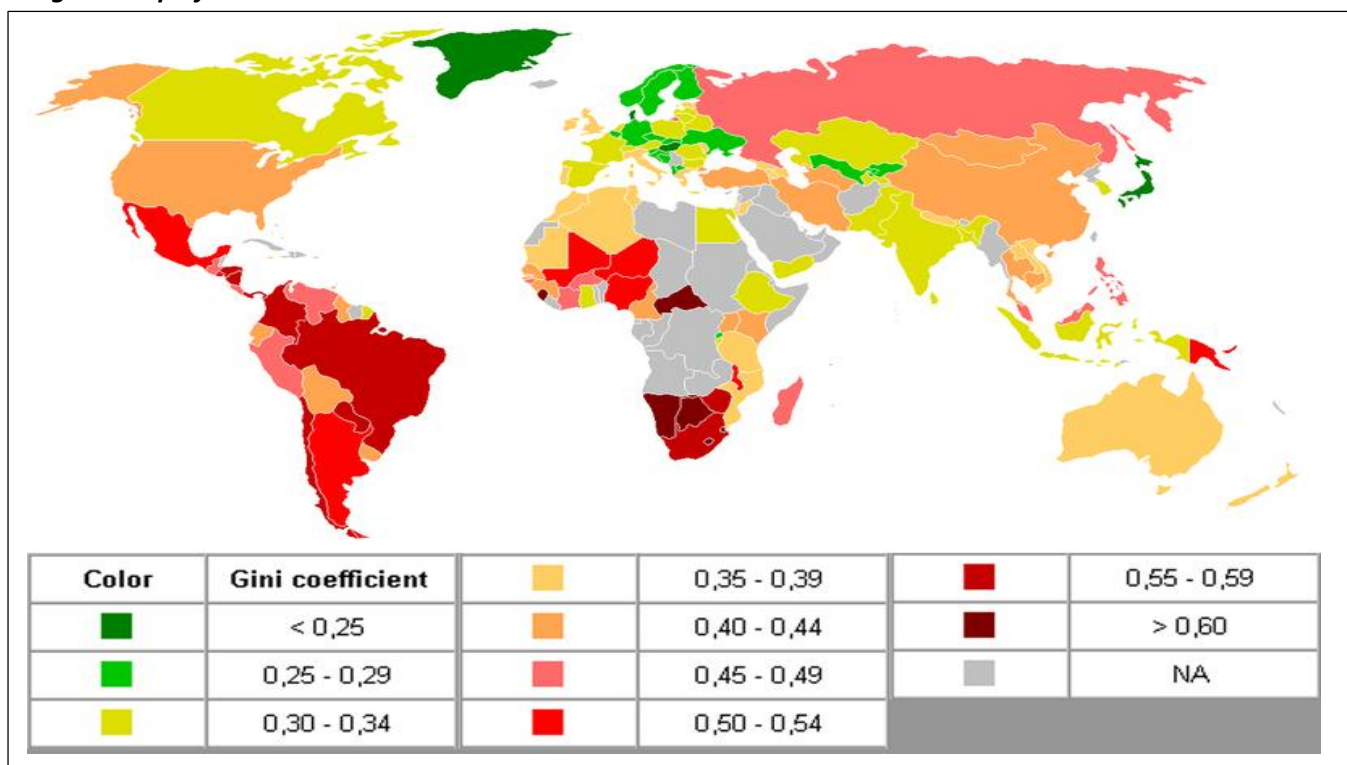 Color Gini coefficient 0,35 - 0,39 0,55 - 0,59
< 0,25 0,40 - 0,44 > 0,60
0,25 - 0,29 0,45 - 0,49 NA
0,30 - 0,34 0,50 - 0,54